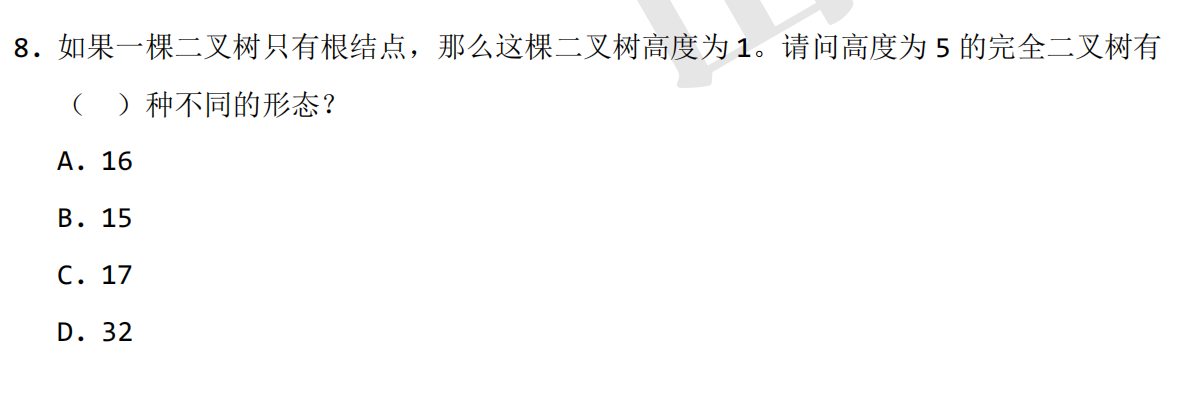 8. 如果一棵二叉树只有根结点，那么这棵二叉树高度为 1。请问高度为 5 的完全二叉树有
（ ）种不同的形态？
A. 16
B. 15
C. 17
D. 32